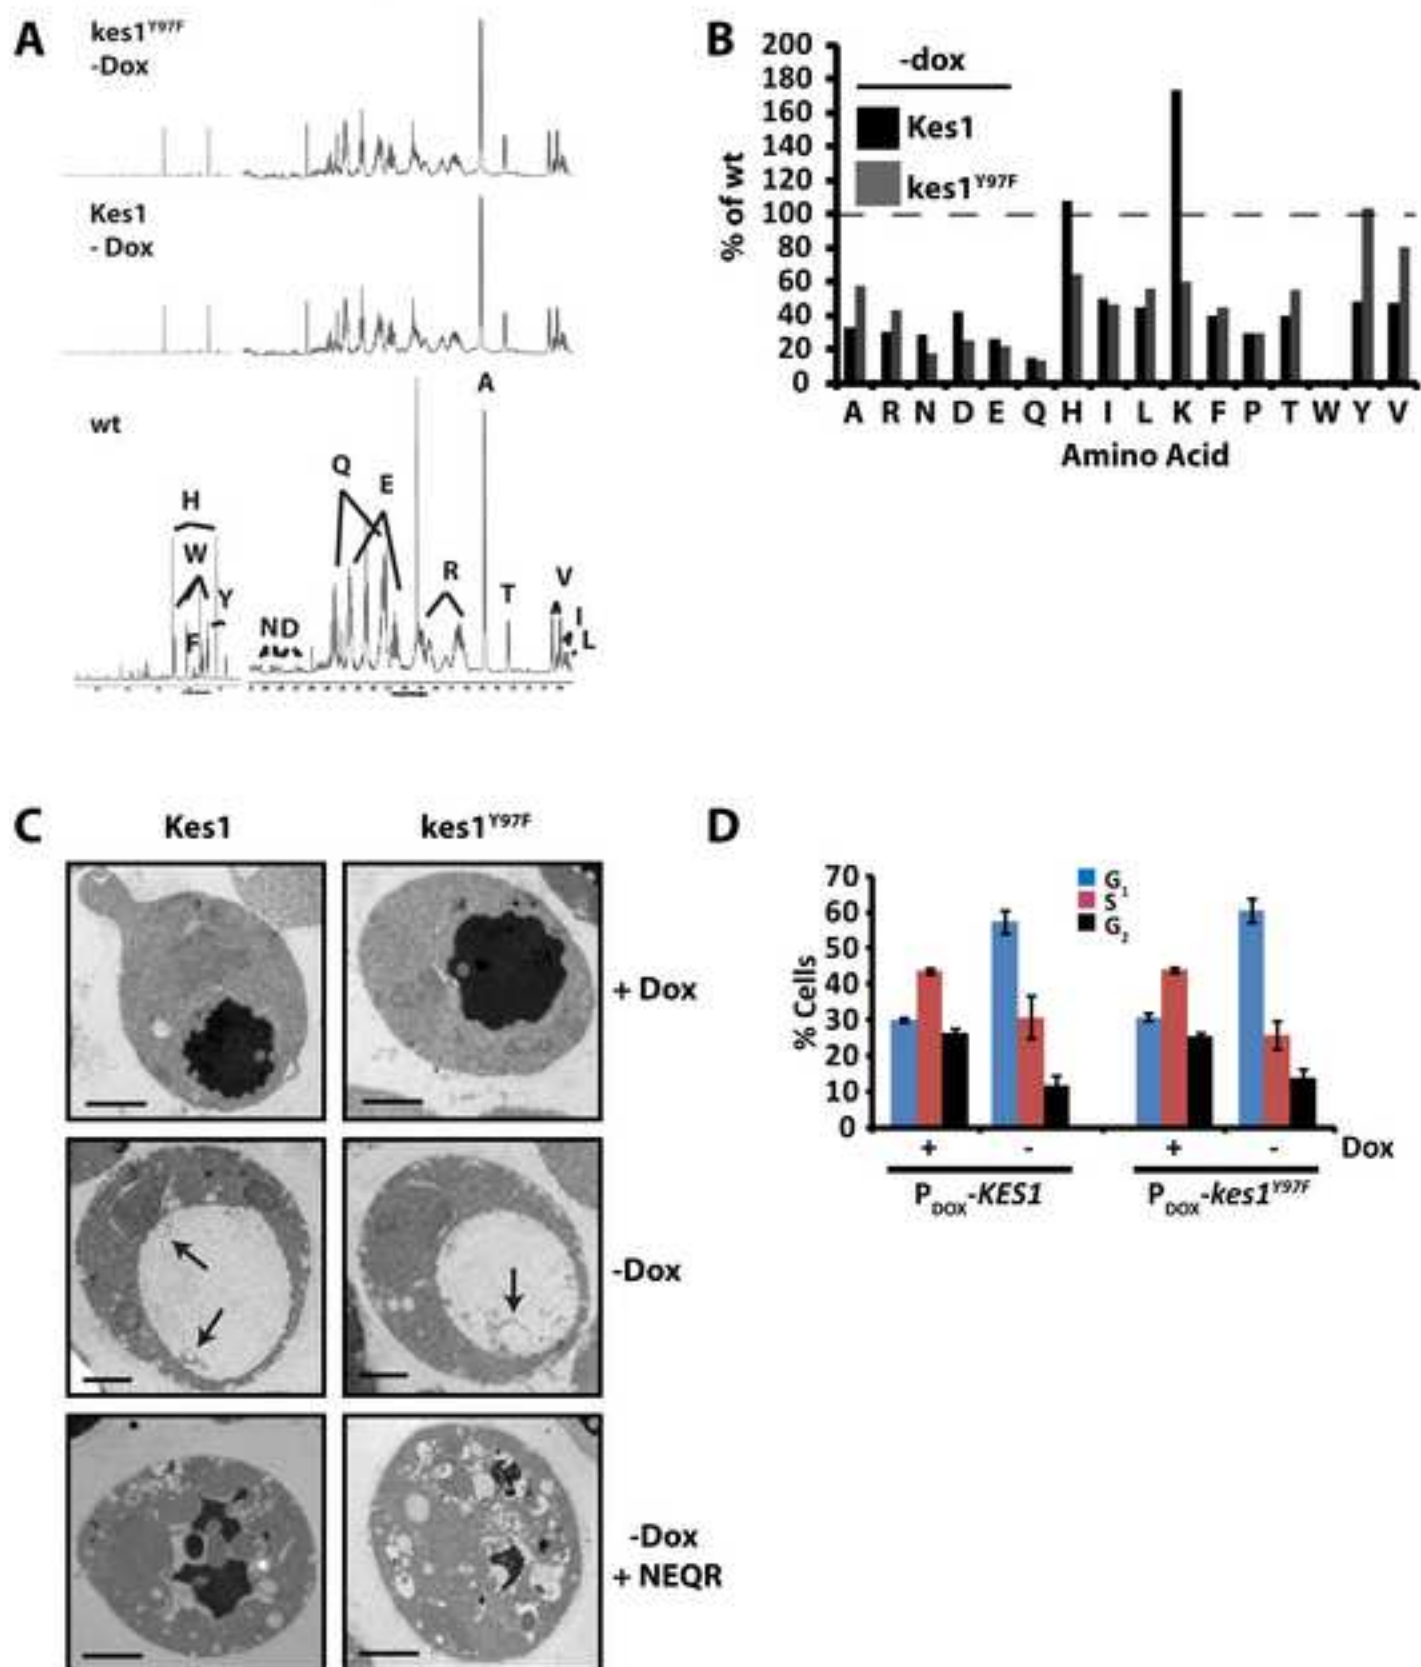 A
kes1Y97F
-Dox
Kes1
- Dox
wt
H
W
F
Y
N D
Q
E
R
A
T
V
I
L
B
200
180
160
140
120
100
80
60
40
20
0
% of wt
-dox
Kes1
kes1Y97F
A R N D E Q H I L K F P T W Y V
Amino Acid
C
Kes1 kes1Y97F
+ Dox
-Dox
-Dox
+ NEQR
D
70
60
50
40
30
20
10
0
% Cells
G1
S
G2
+ - + - Dox
PDOX-KES1 PDOX-kes1Y97F